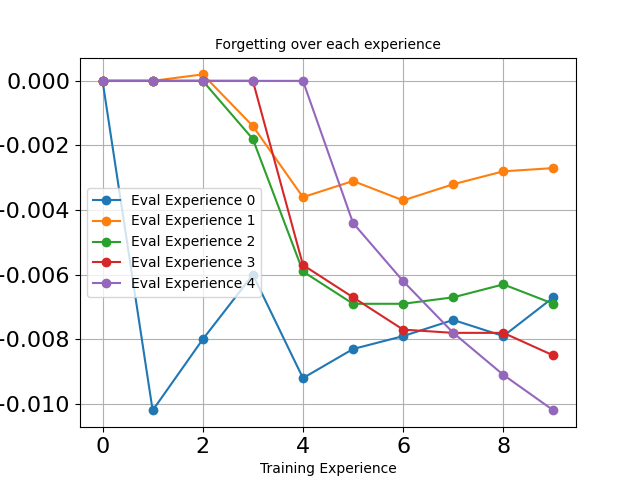 Forgetting over each experience
0.000
-0.002
-0.004
-0.006
-0.008
-0.010
Eval Experience 0
Eval Experience 1
Eval Experience 2
Eval Experience 3
Eval Experience 4
0 2 4 6 8
Training Experience